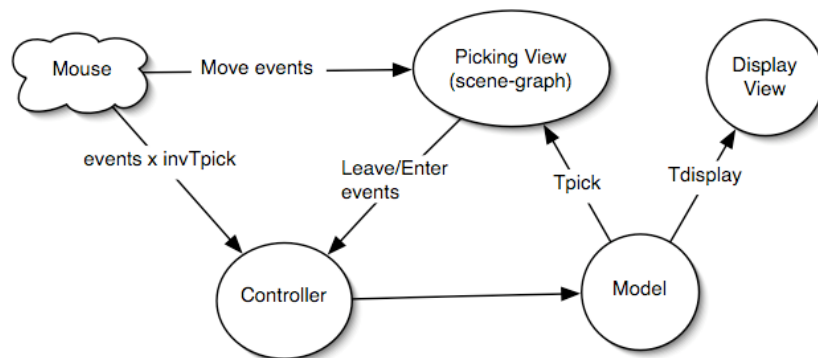 Mouse
Move events
Picking View
(scene-graph)
Display
View
events x invTpick
Leave/Enter
events
Tpick
Tdisplay
Controller
Model